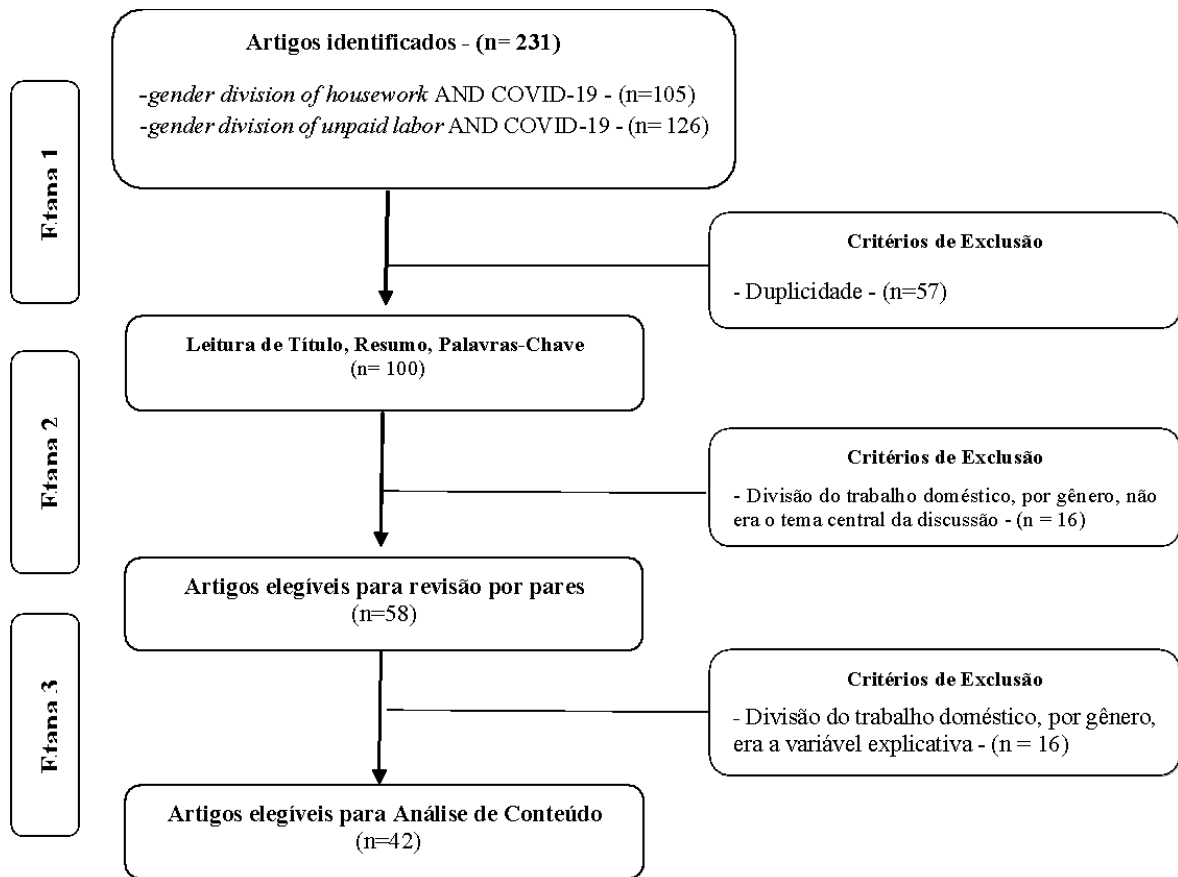 Artigos identificados - (n= 231)
-gender division of housework AND COVID-19 - (n=105)
-gender division of unpaid labor AND COVID-19 - (n= 126)
Etana 1
Critérios de Exclusão
- Duplicidade - (n=57)
Leitura de Título, Resumo, Palavras-Chave
(n= 100)
Etana 2
Critérios de Exclusão
- Divisão do trabalho doméstico, por gênero, não
era o tema central da discussão - (n = 16)
Artigos elegíveis para revisão por pares
(n=58)
Etana 3
Critérios de Exclusão
- Divisão do trabalho doméstico, por gênero,
era a variável explicativa - (n = 16)
Artigos elegíveis para Análise de Conteúdo
(n=42)